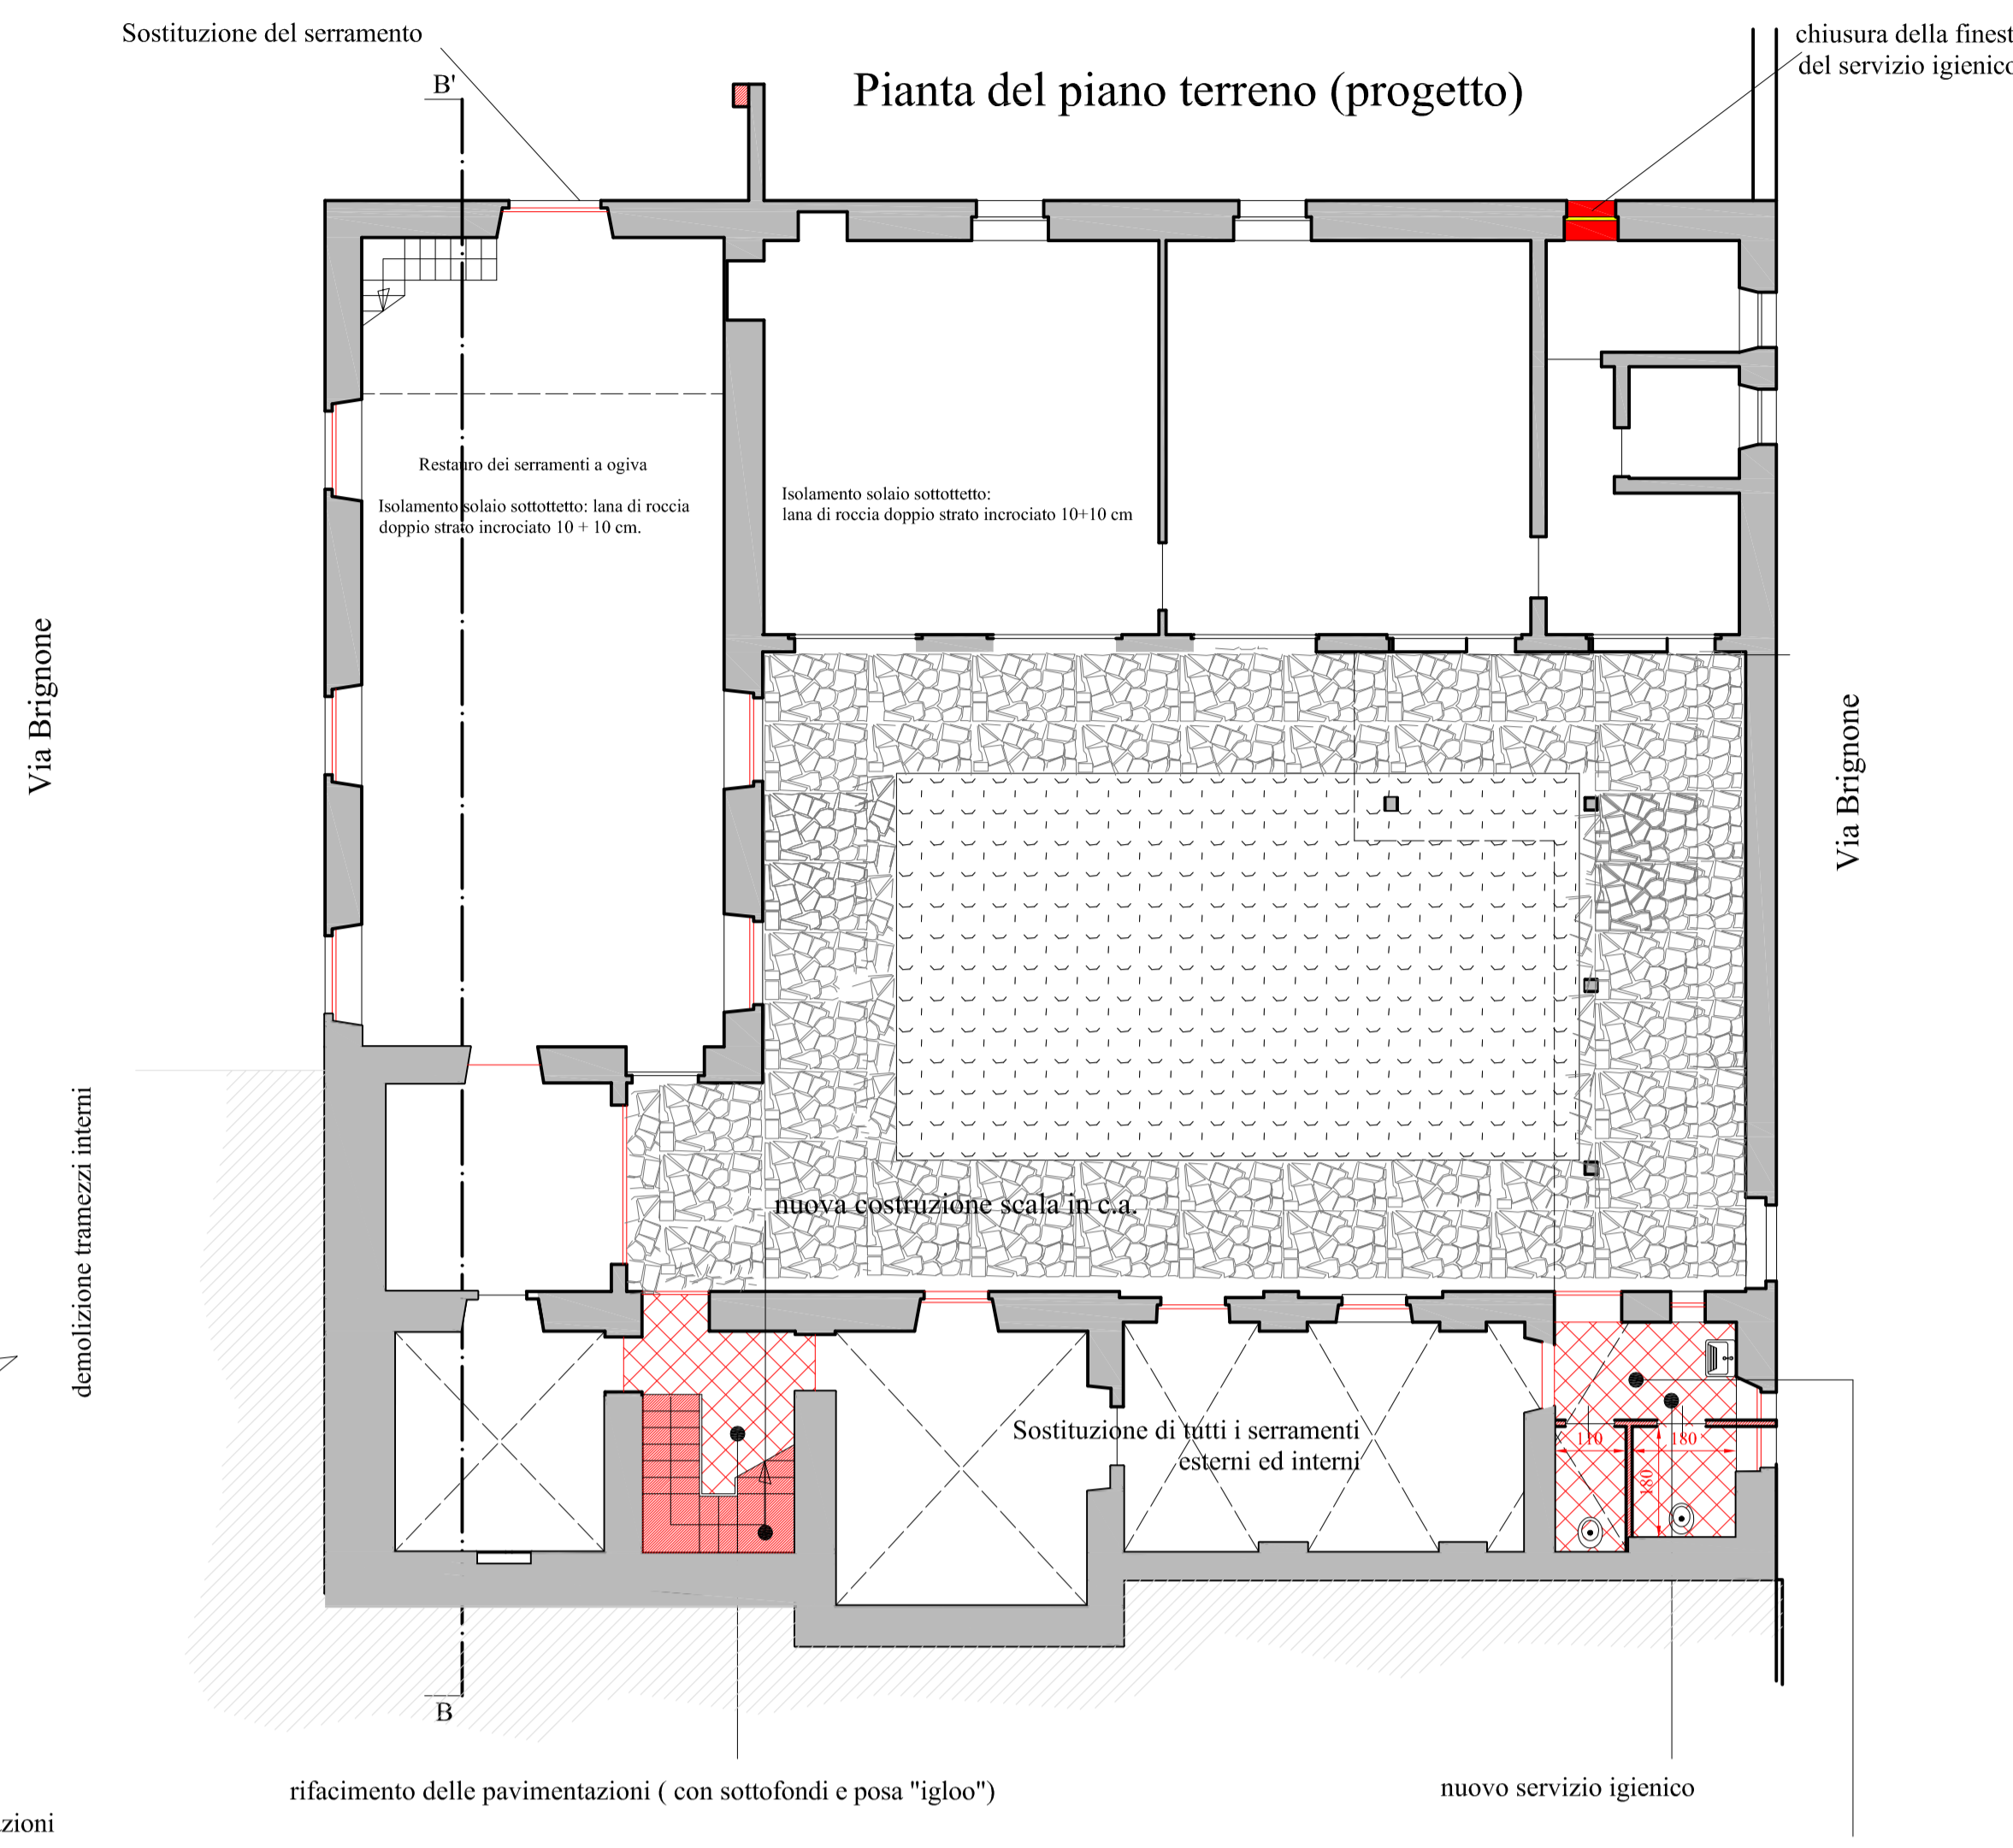 Sostituzione del serramento
chiusura della finest
del servizio igienico
B'
Pianta del piano terreno (progetto)
Restauro dei serramenti a ogiva
Isolamento solaio sottottetto: lana di roccia
doppio strato incrociato 10 + 10 cm.
Isolamento solaio sottottetto:
lana di roccia doppio strato incrociato 10+10 cm
Via Brignone
Via Brignone
demolizione tramezzi interni
nuova costruzione scala in c.a.
Sostituzione di tutti i serramenti
esterni ed interni
110
180
180
B
rifacimento delle pavimentazioni ( con sottofondi e posa "igloo")
nuovo servizio igienico
zioni